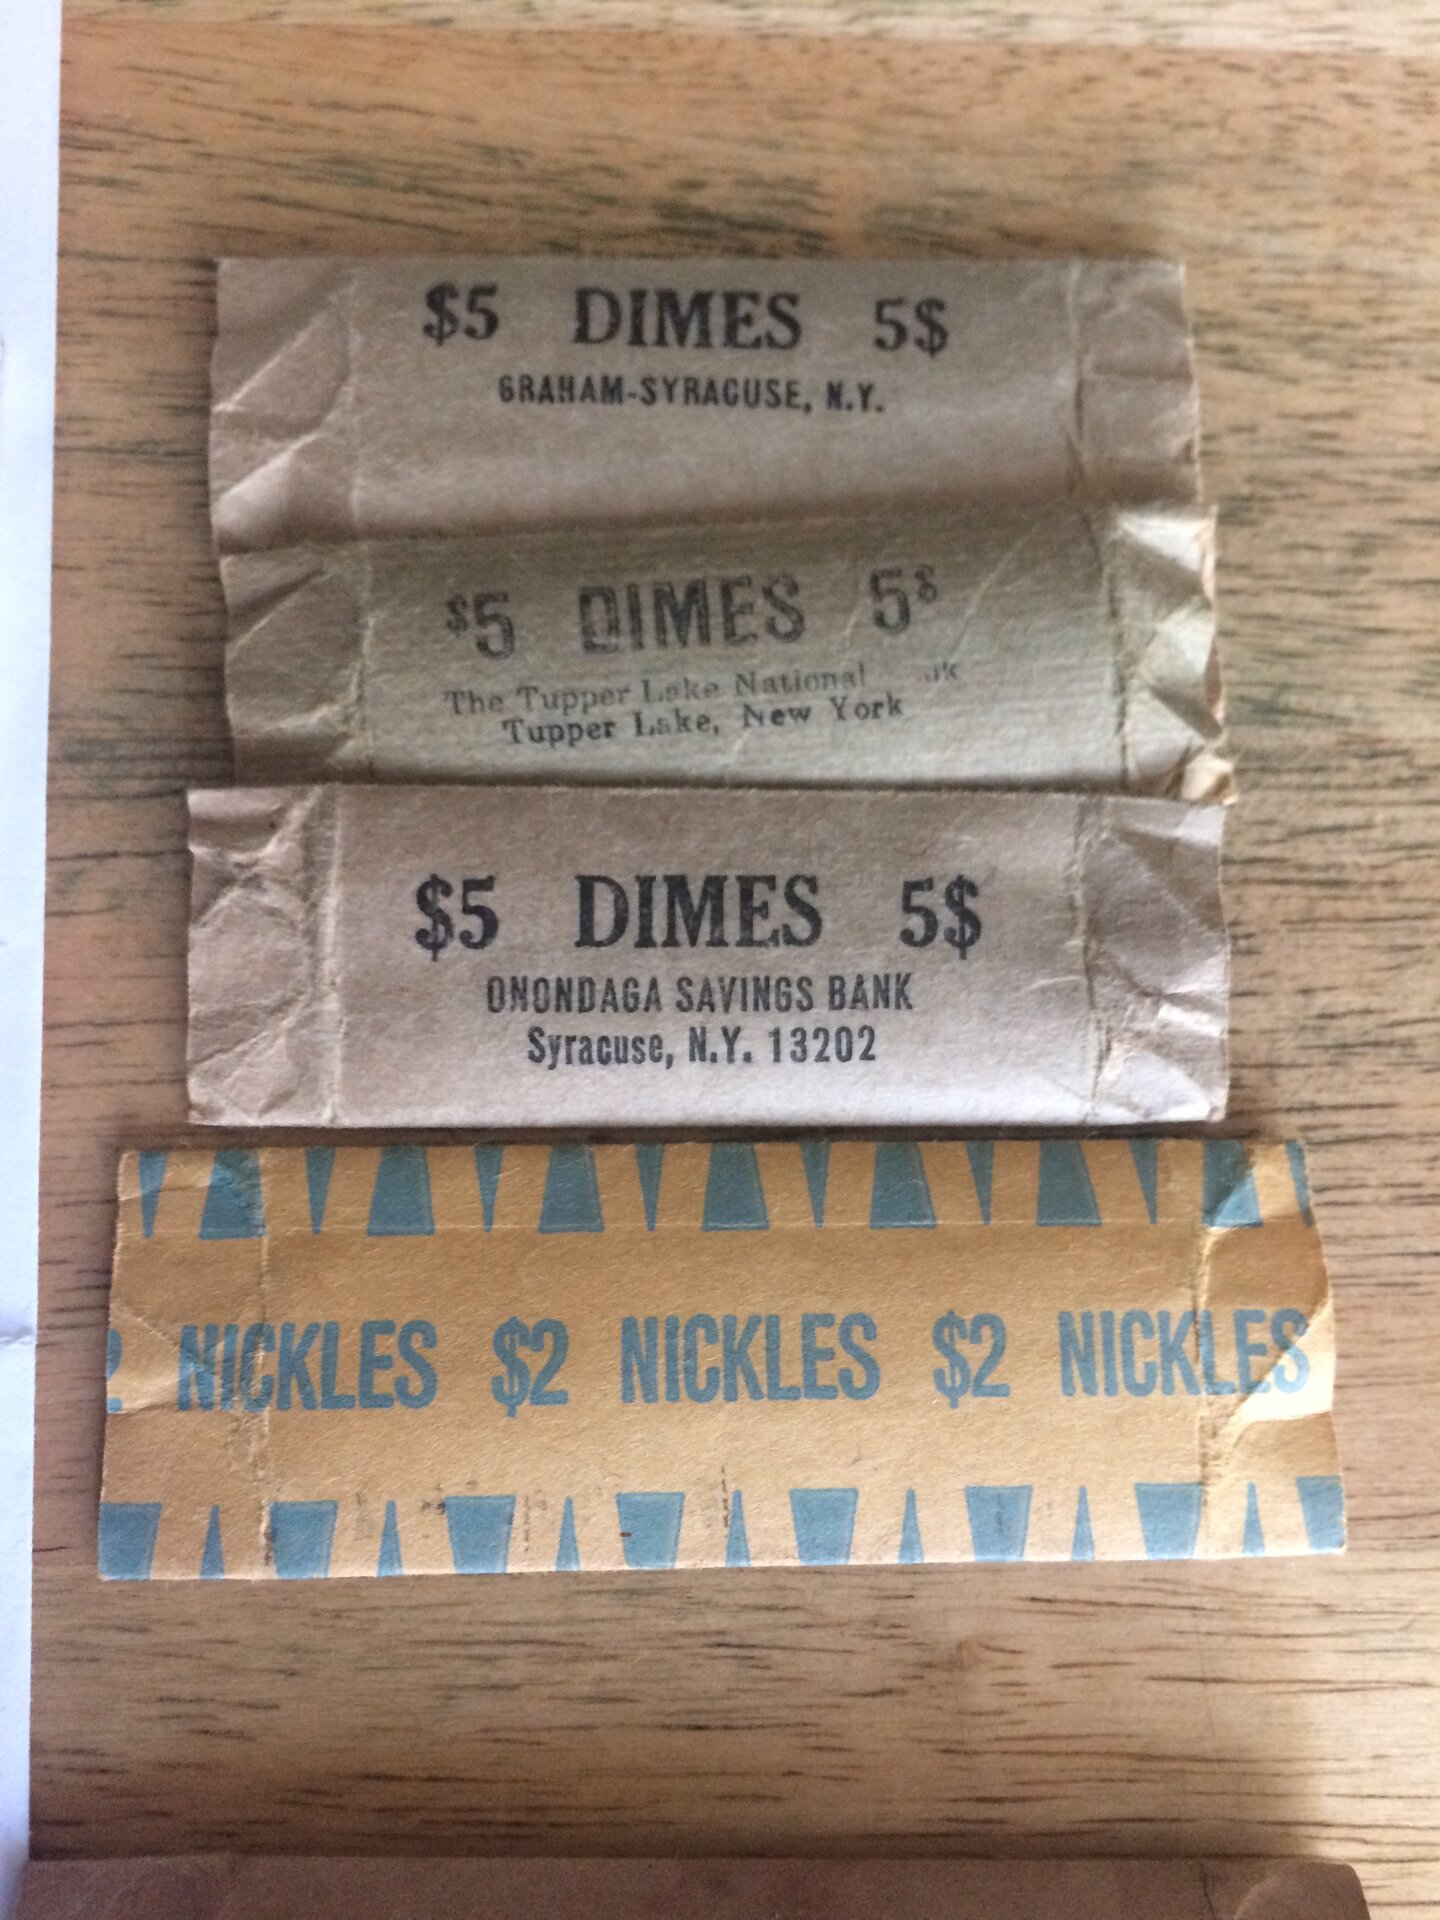 $5 DIMES 5$
GRAHAM-SYRACUSE, N.Y.
$5 DIMES 5$
The Tupper Lake National
Tupper Lake, New York
$5 DIMES 5$
ONONDAGA SAVINGS BANK
Syracuse, N.Y. 13202
2 NICKLES $2 NICKLES $2 NICKLES